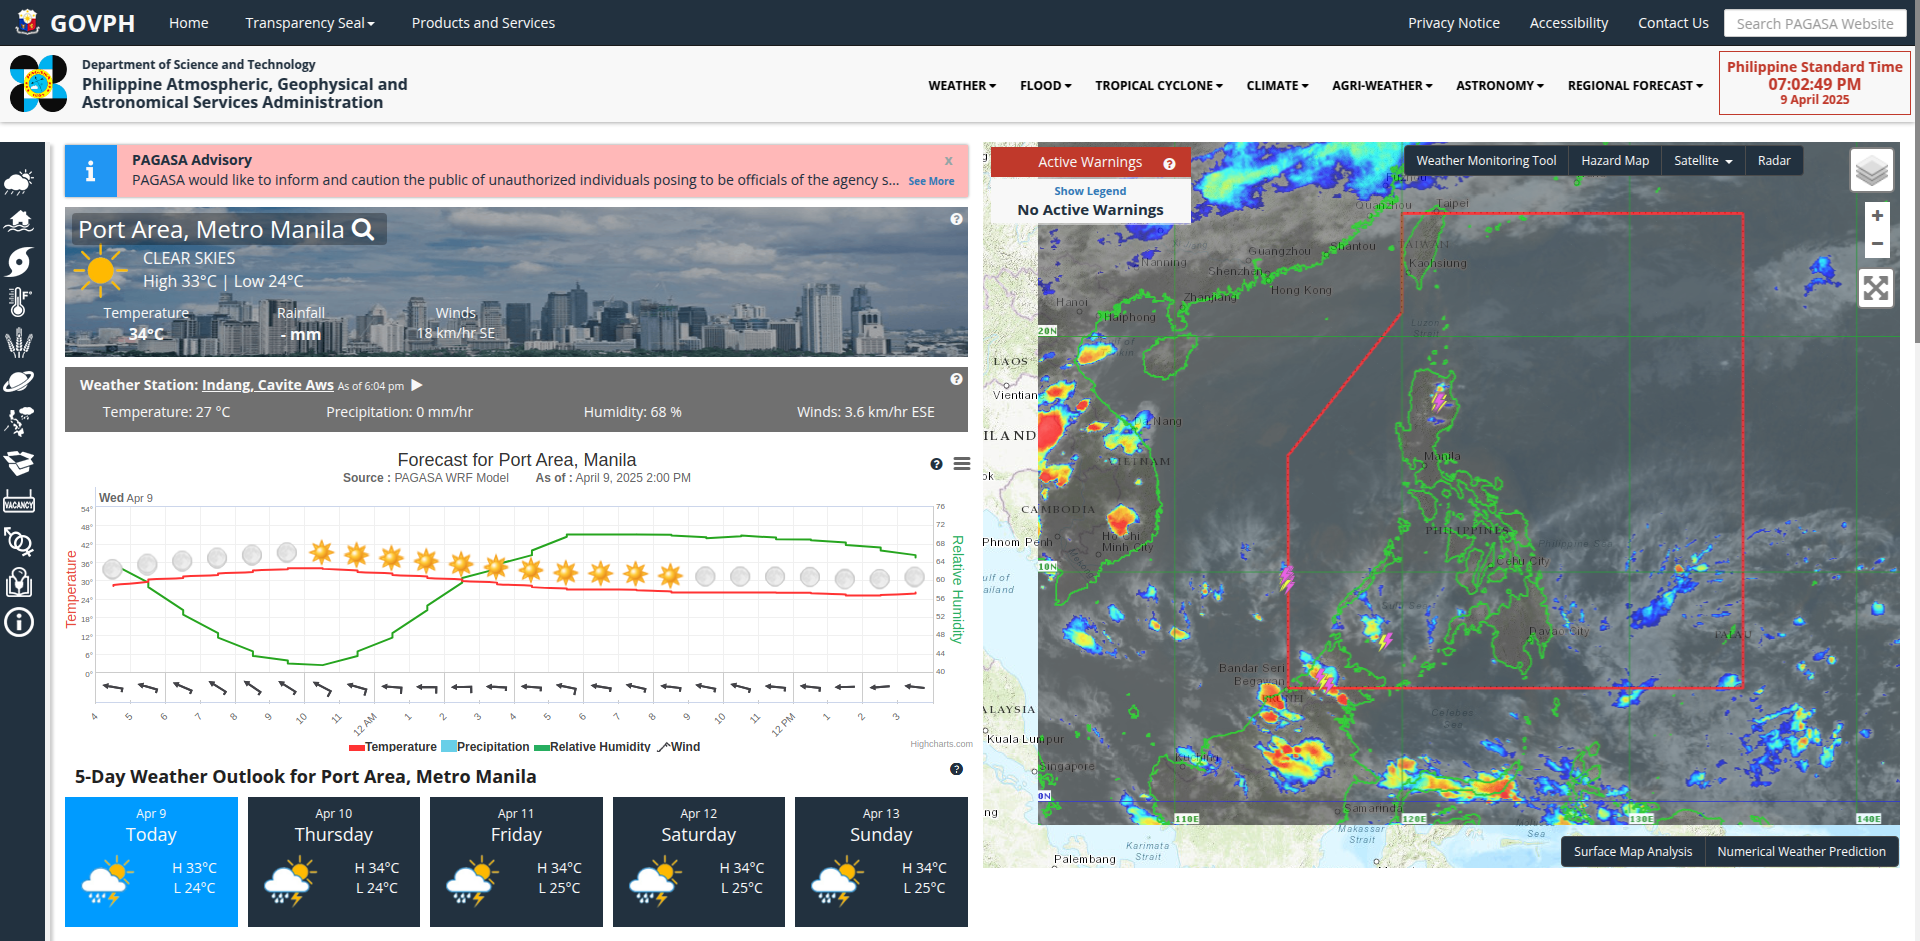 GOVPH
Home
Transparency Seal
Products and Services
Privacy Notice
Accessibility
Contact Us
Search PAGASA Website
Department of Science and Technology
Philippine Atmospheric, Geophysical and
Astronomical Services Administration
WEATHER
FLOOD
TROPICAL CYCLONE
CLIMATE
AGRI-WEATHER
ASTRONOMY
REGIONAL FORECAST
Philippine Standard Time
07:02:49 PM
9 April 2025
VACANCY
PAGASA Advisory
x
PAGASA would like to inform and caution the public of unauthorized individuals posing to be officials of the agency s... See More
Port Area, Metro Manila
CLEAR SKIES
High 33°C | Low 24°C
Temperature
34°C
Rainfall
- mm
Winds
18 km/hr SE
Weather Station: Indang, Cavite Aws As of 6:04 pm
Temperature: 27 °C
Precipitation: 0 mm/hr
Humidity: 68 %
Winds: 3.6 km/hr ESE
Forecast for Port Area, Manila
Source : PAGASA WRF Model As of : April 9, 2025 2:00 PM
Wed Apr 9
Temperature
54°
48°
42°
36°
30°
24°
18°
12°
6°
0°
76
72
68
64
60
56
52
48
44
40
Relative Humidity
4 5 6 7 8 9 10 11 12 AM 1 2 3 4 5 6 7 8 9 10 11 12 PM 1 2 3
Temperature Precipitation Relative Humidity Wind
Highcharts.com
5-Day Weather Outlook for Port Area, Metro Manila
Apr 9
Today
H 33°C
L 24°C
Apr 10
Thursday
H 34°C
L 24°C
Apr 11
Friday
H 34°C
L 25°C
Apr 12
Saturday
H 34°C
L 25°C
Apr 13
Sunday
H 34°C
L 25°C
Active Warnings
Show Legend
No Active Warnings
Weather Monitoring Tool
Hazard Map
Satellite
Radar
+
−
Taipei
Quanzhou
Shantou
Guangzhou
TAIWAN
Kaohsiung
Nanning
Shenzhen
Hong Kong
Zhanjiang
Hanoi
Haiphong
20N
Luzon
Strait
LAOS
Vientian
Da Nang
ILAND
VIETNAM
Manila
CAMBODIA
Phnom Penh
Ho Chi
Minh City
PHILIPPINES
Cebu City
10N
Sulu Sea
Davao City
PALAU
Bandar Seri
Begawan
BRUNEI
ALAYSIA
Celebes
Sea
Kuala Lumpur
Kuching
Singapore
0N
Samarinda
110E
120E
130E
140E
Makassar
Strait
Karimata
Strait
Palembang
Surface Map Analysis
Numerical Weather Prediction